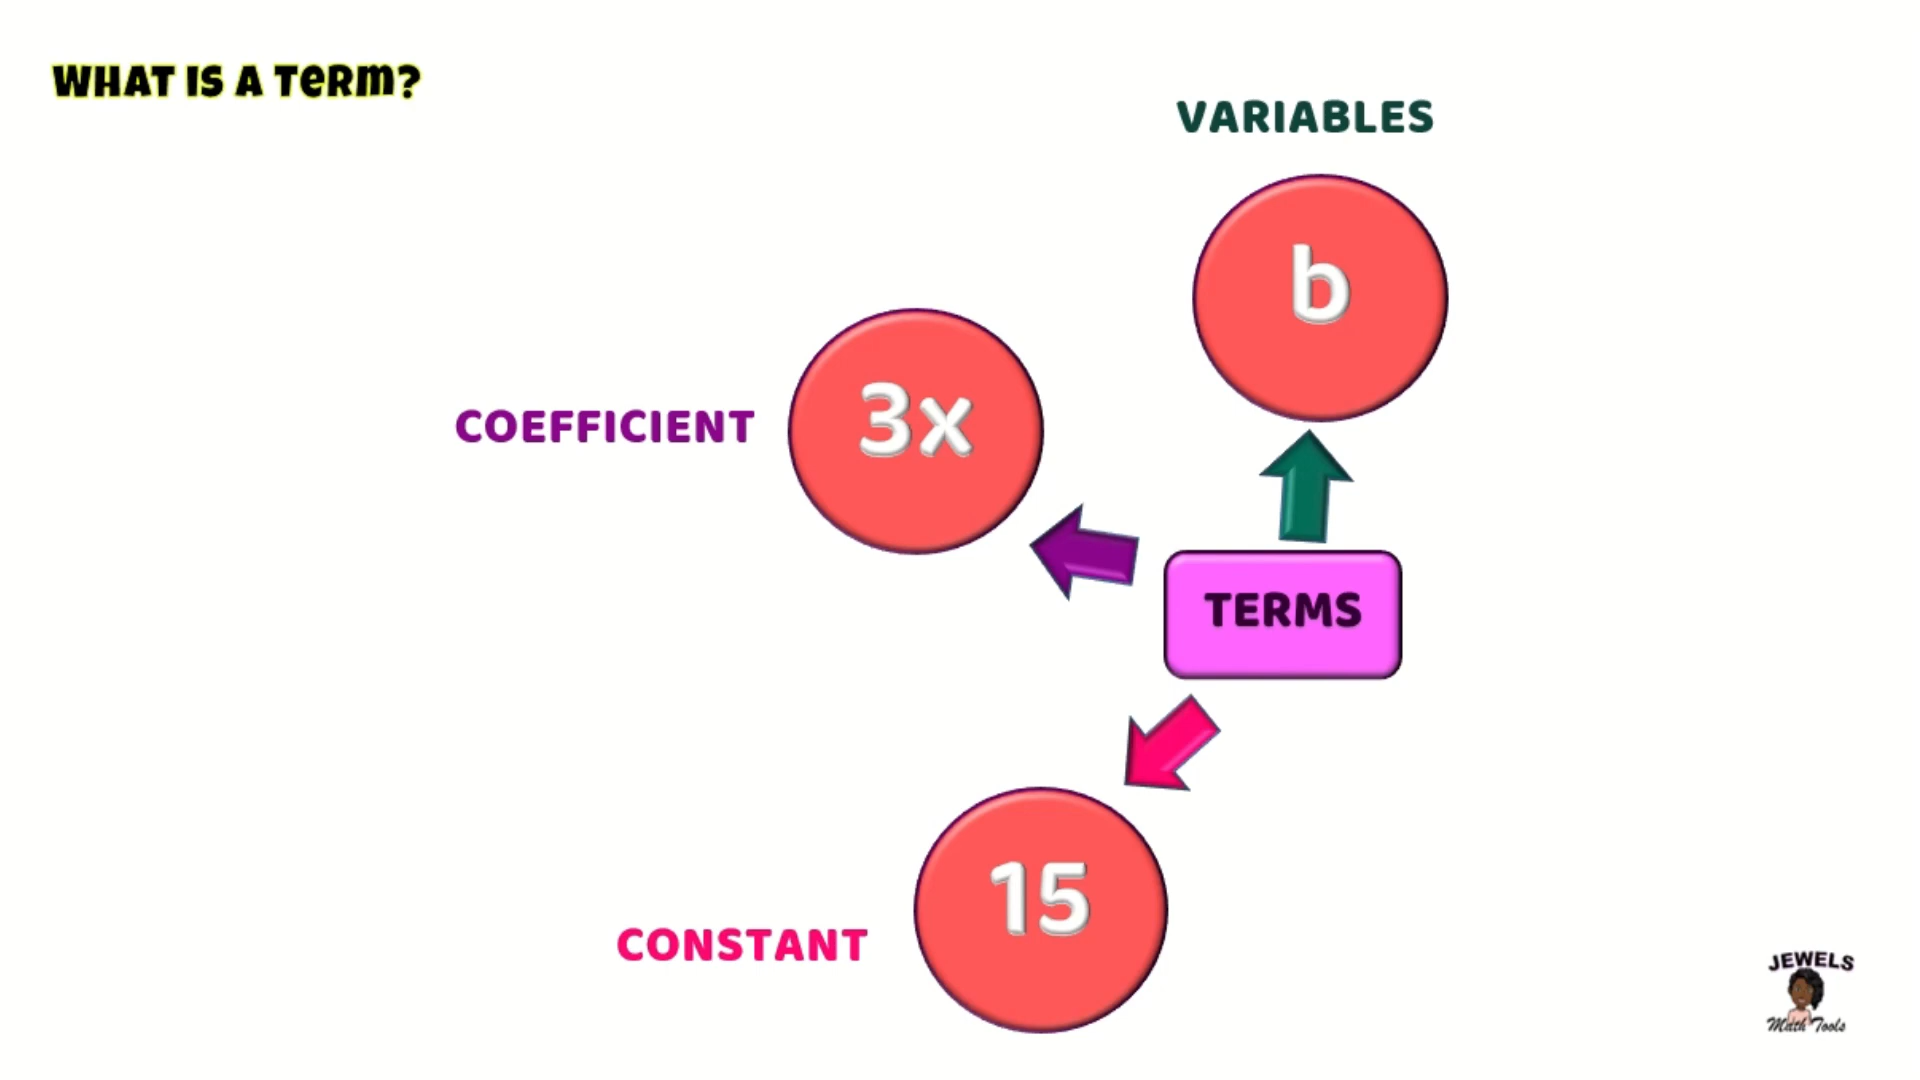 WHAT IS A TeRm?
VARIABLES
b
3x
COEFFICIENT
TERMS
15
CONSTANT
JEWELS
Math Tools